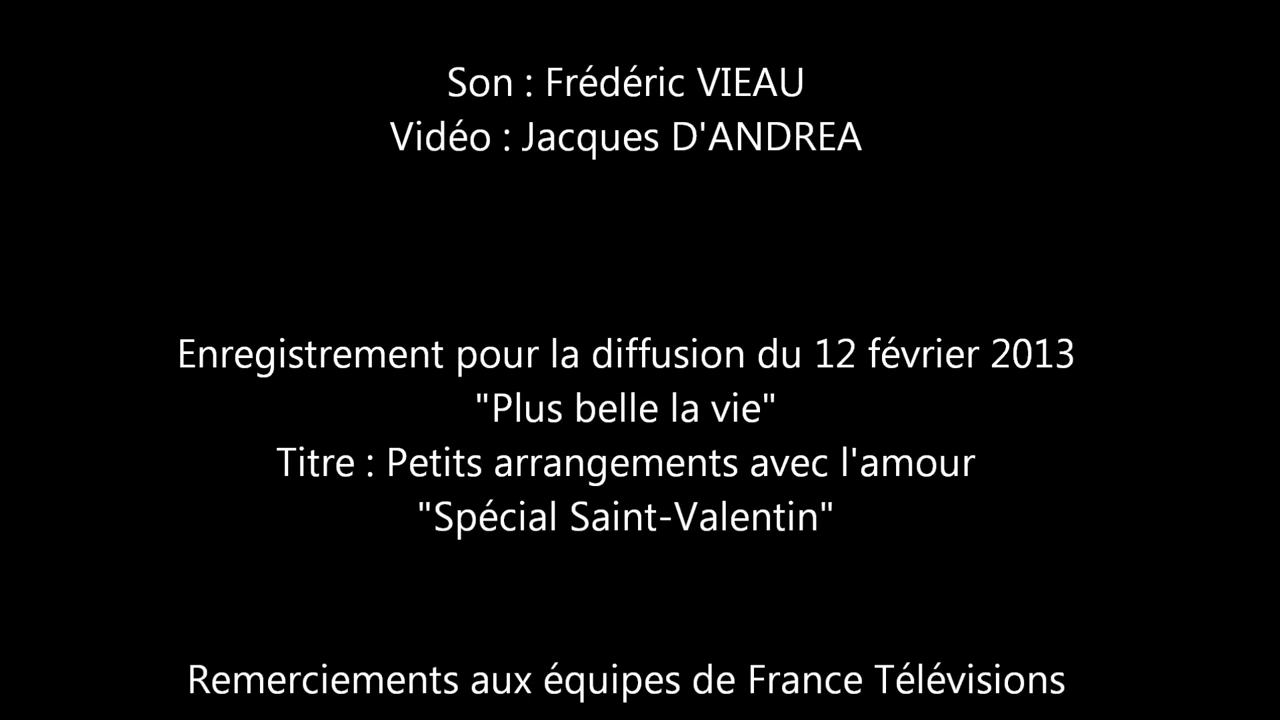 Son : Frédéric VIEAU
Vidéo : Jacques D'ANDREA
Enregistrement pour la diffusion du 12 février 2013
"Plus belle la vie"
Titre : Petits arrangements avec l'amour
"Spécial Saint-Valentin"
Remerciements aux équipes de France Télévisions